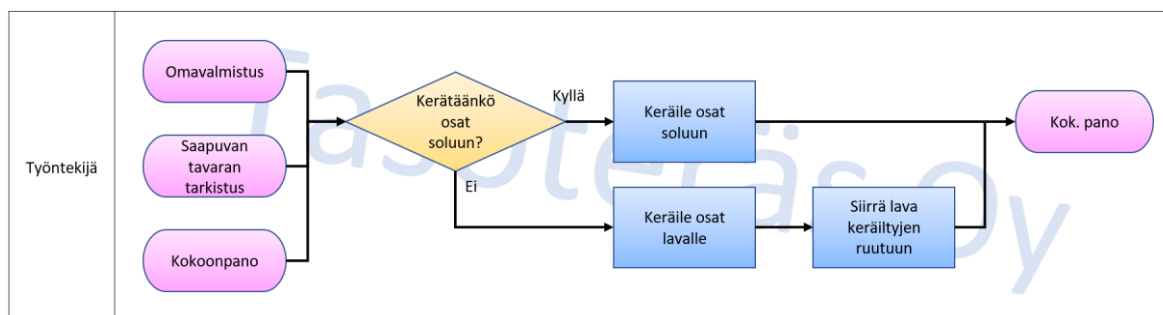 Työntekijä
Omavalmistus
Saapuvan
tavaran
tarkistus
Kokoonpano
Kerätäänkö
osat
soluun?
Kyllä
Ei
Keräile osat
soluun
Keräile osat
lavalle
Siirrä lava
keräiltyjen
ruutuun
Kok. pano
Tasoteräs Oy